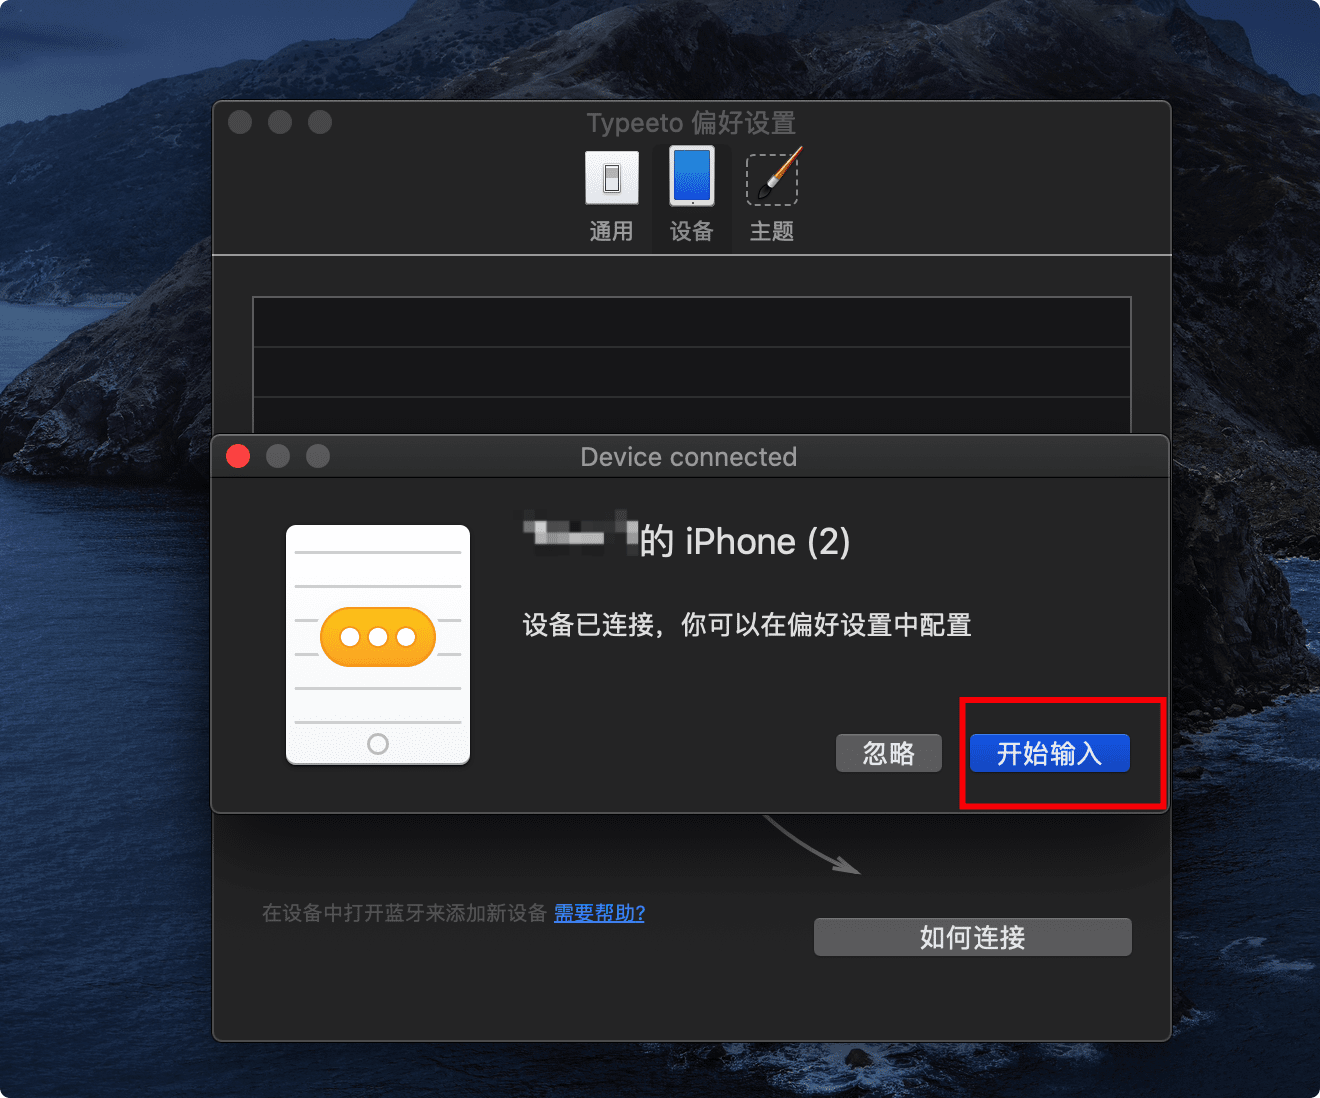 Typeeto 偏好设置
通用
设备
主题
Device connected
的 iPhone (2)
设备已连接，你可以在偏好设置中配置
忽略
开始输入
在设备中打开蓝牙来添加新设备 需要帮助?
如何连接